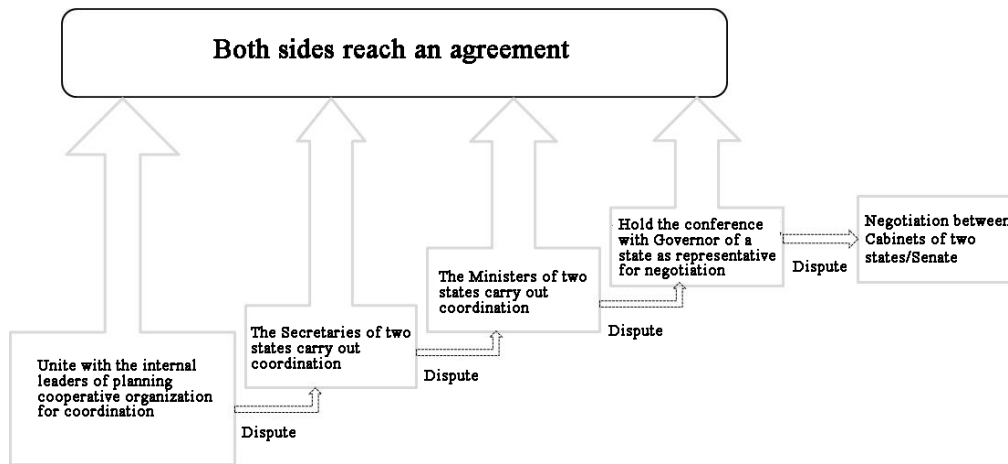 Both sides reach an agreement
Hold the conference
with Governor of a
state as representative
for negotiation
Negotiation between
Cabinets of two
states/Senate
Dispute
The Ministers of two
states carry out
coordination
Dispute
The Secretaries of two
states carry out
coordination
Dispute
Unite with the internal
leaders of planning
cooperative organization
for coordination
Dispute